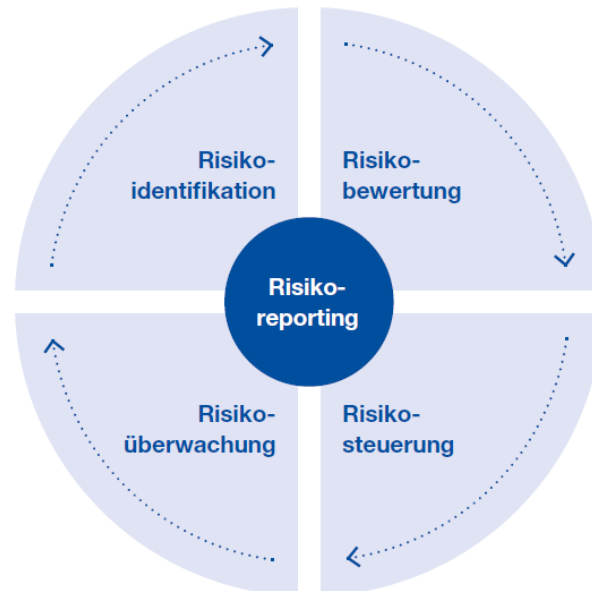 Risiko-
identifikation
Risiko-
bewertung
Risiko-
reporting
Risiko-
überwachung
Risiko-
steuerung